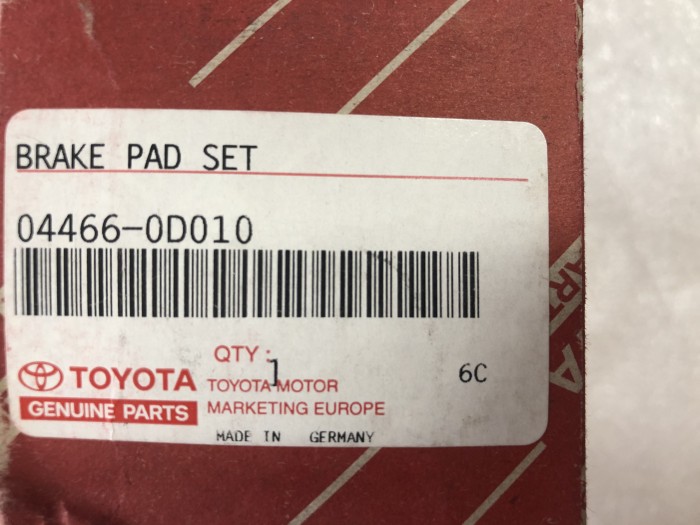 BRAKE PAD SET
04466-0D010
QTY: 1
TOYOTA
GENUINE PARTS
TOYOTA MOTOR
MARKETING EUROPE
6C
MADE IN GERMANY